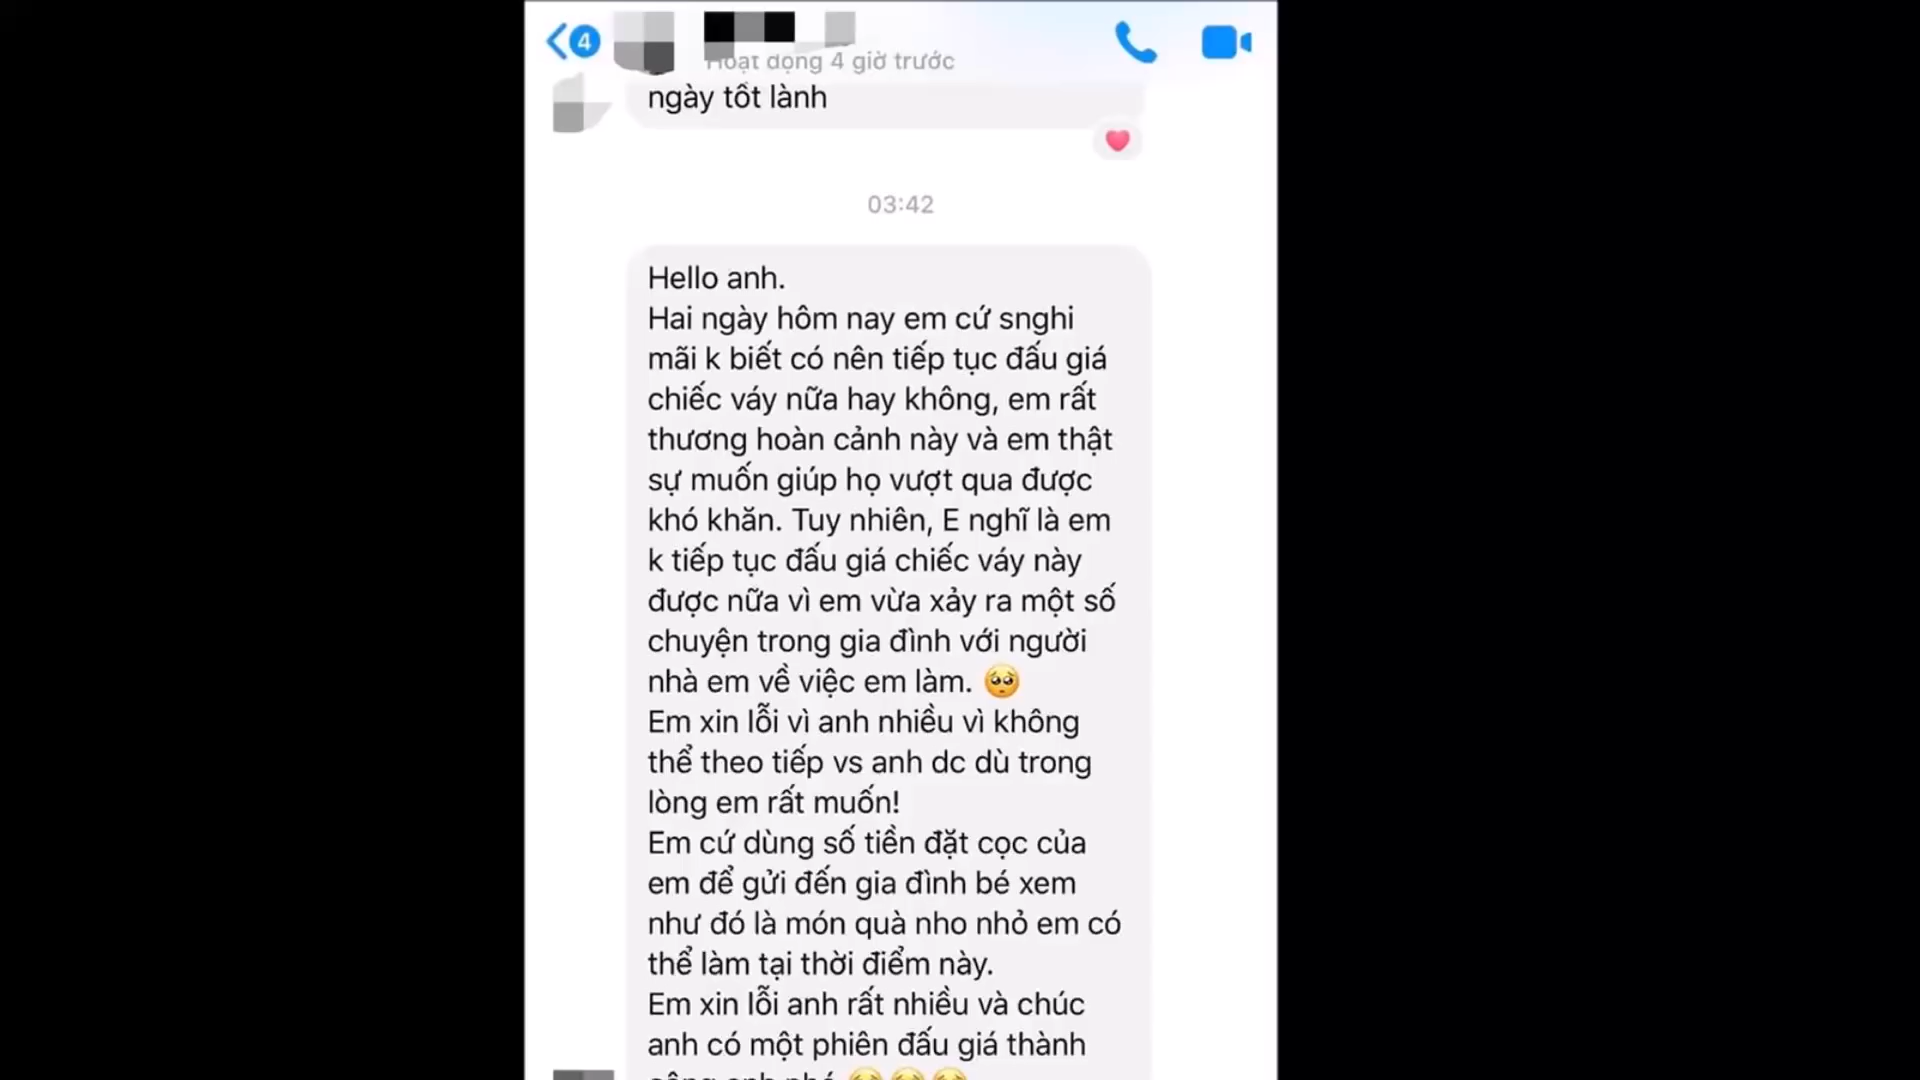 4
Hoạt động 4 giờ trước
ngày tốt lành
03:42
Hello anh.
Hai ngày hôm nay em cứ snghi
mãi k biết có nên tiếp tục đấu giá
chiếc váy nữa hay không, em rất
thương hoàn cảnh này và em thật
sự muốn giúp họ vượt qua được
khó khăn. Tuy nhiên, E nghĩ là em
k tiếp tục đấu giá chiếc váy này
được nữa vì em vừa xảy ra một số
chuyện trong gia đình với người
nhà em về việc em làm. 🥺
Em xin lỗi vì anh nhiều vì không
thể theo tiếp vs anh dc dù trong
lòng em rất muốn!
Em cứ dùng số tiền đặt cọc của
em để gửi đến gia đình bé xem
như đó là món quà nho nhỏ em có
thể làm tại thời điểm này.
Em xin lỗi anh rất nhiều và chúc
anh có một phiên đấu giá thành
công anh nhé